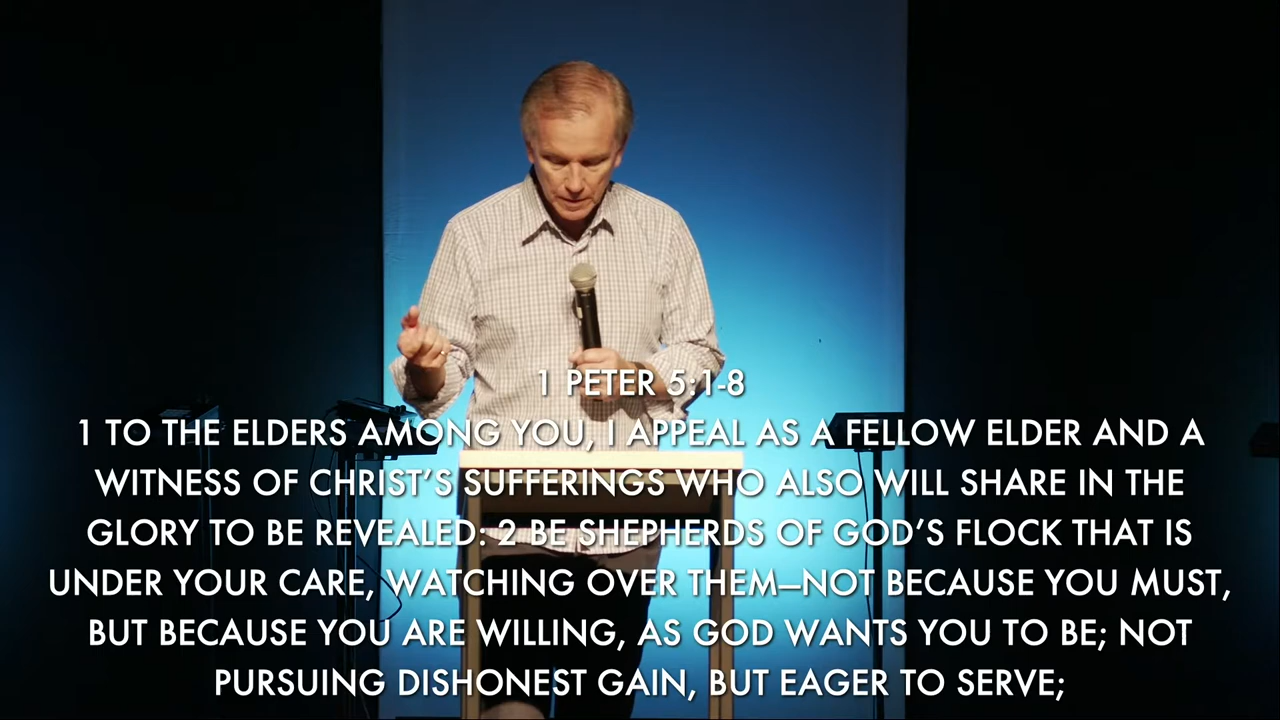 1 PETER 5:1-8
1 TO THE ELDERS AMONG YOU, I APPEAL AS A FELLOW ELDER AND A
WITNESS OF CHRIST’S SUFFERINGS WHO ALSO WILL SHARE IN THE
GLORY TO BE REVEALED: 2 BE SHEPHERDS OF GOD’S FLOCK THAT IS
UNDER YOUR CARE, WATCHING OVER THEM—NOT BECAUSE YOU MUST,
BUT BECAUSE YOU ARE WILLING, AS GOD WANTS YOU TO BE; NOT
PURSUING DISHONEST GAIN, BUT EAGER TO SERVE;